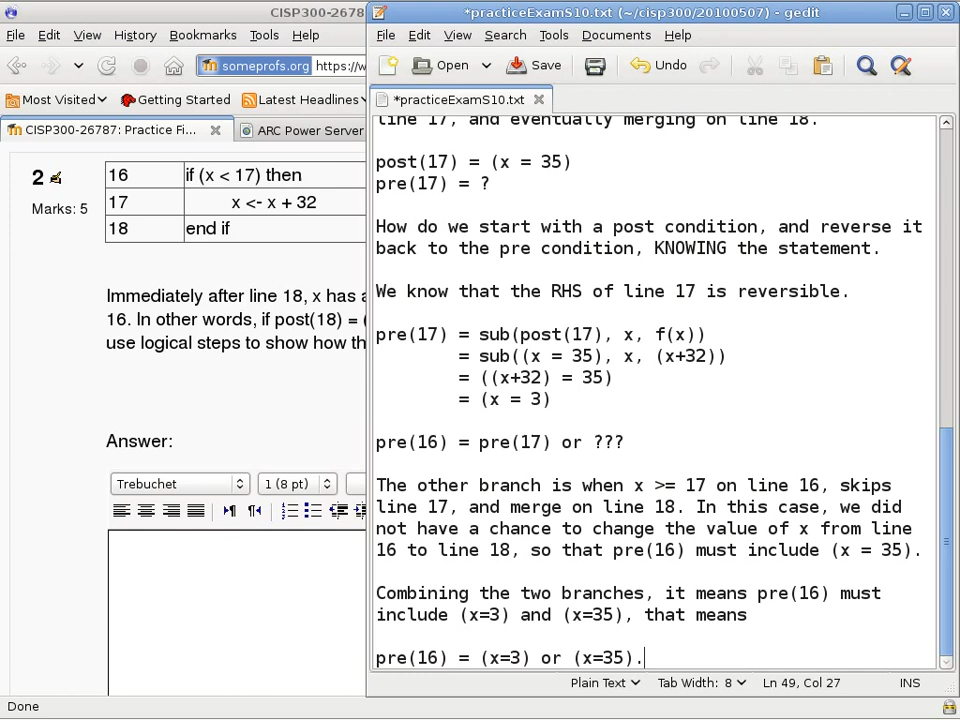 CISP300-2678
*practiceExamS10.txt (~/cisp300/20100507) - gedit
File Edit View History Bookmarks Tools Help
File Edit View Search Tools Documents Help
someprofs.org https://w
Open Save Undo
Most Visited Getting Started Latest Headlines
*practiceExamS10.txt
CISP300-26787: Practice Fi... ARC Power Server
2
Marks: 5
16 if (x < 17) then
17 x <- x + 32
18 end if
Immediately after line 18, x has a
16. In other words, if post(18) = (
use logical steps to show how th
Answer:
Trebuchet 1 (8 pt)
line 17, and eventually merging on line 18.
post(17) = (x = 35)
pre(17) = ?
How do we start with a post condition, and reverse it
back to the pre condition, KNOWING the statement.
We know that the RHS of line 17 is reversible.
pre(17) = sub(post(17), x, f(x))
= sub((x = 35), x, (x+32))
= ((x+32) = 35)
= (x = 3)
pre(16) = pre(17) or ???
The other branch is when x >= 17 on line 16, skips
line 17, and merge on line 18. In this case, we did
not have a chance to change the value of x from line
16 to line 18, so that pre(16) must include (x = 35).
Combining the two branches, it means pre(16) must
include (x=3) and (x=35), that means
pre(16) = (x=3) or (x=35).
Plain Text Tab Width: 8 Ln 49, Col 27 INS
Done